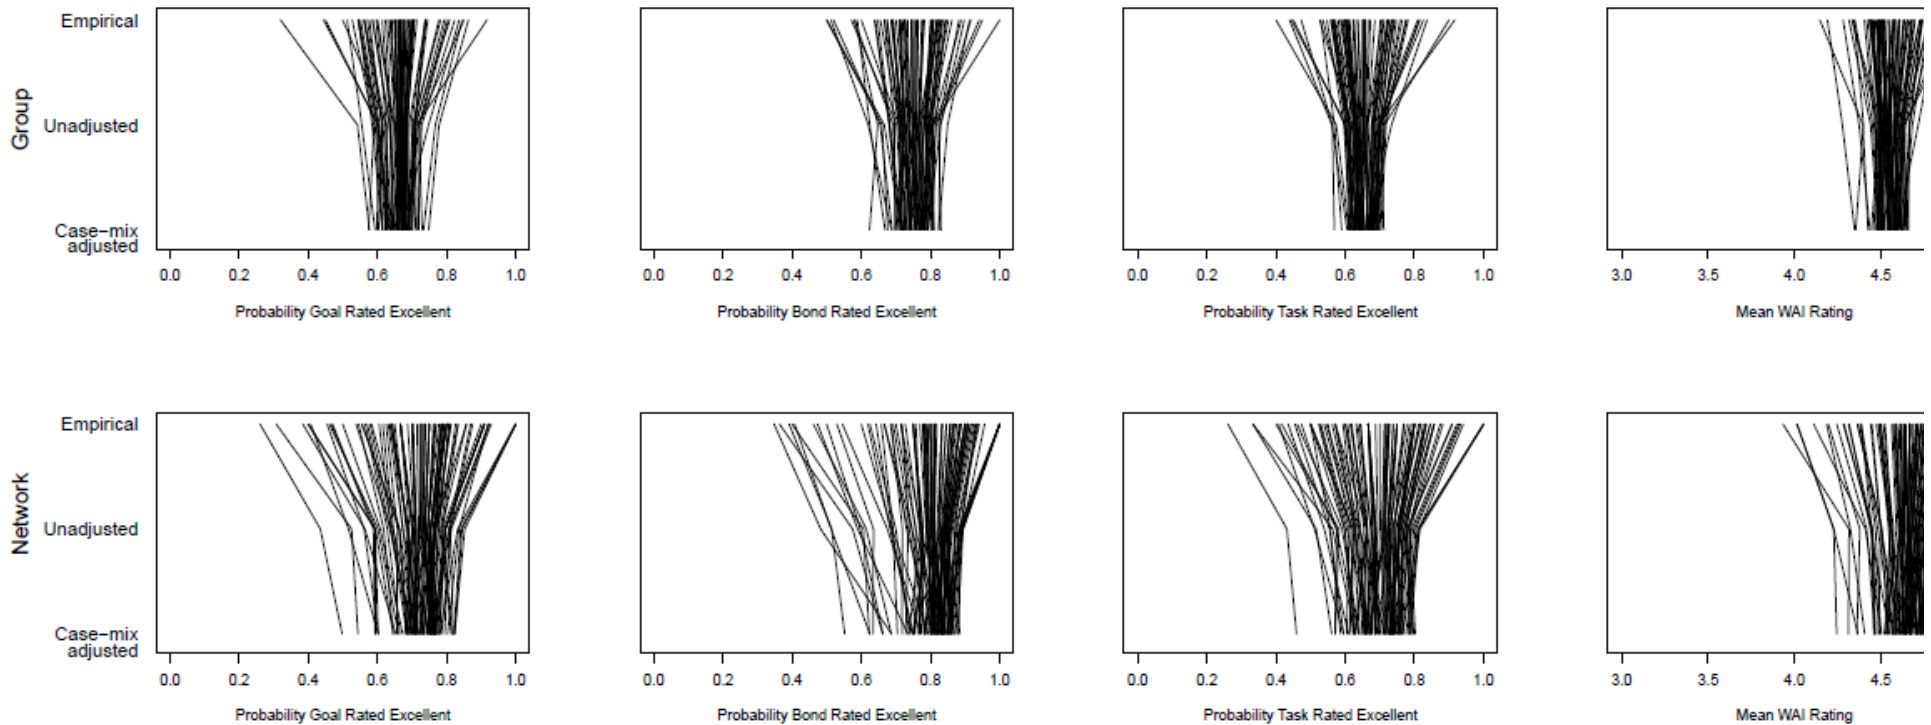 Group
Empirical
Unadjusted
Case-mix
adjusted
0.0 0.2 0.4 0.6 0.8 1.0
Probability Goal Rated Excellent
0.0 0.2 0.4 0.6 0.8 1.0
Probability Bond Rated Excellent
0.0 0.2 0.4 0.6 0.8 1.0
Probability Task Rated Excellent
3.0 3.5 4.0 4.5
Mean WAI Rating
Network
Empirical
Unadjusted
Case-mix
adjusted
0.0 0.2 0.4 0.6 0.8 1.0
Probability Goal Rated Excellent
0.0 0.2 0.4 0.6 0.8 1.0
Probability Bond Rated Excellent
0.0 0.2 0.4 0.6 0.8 1.0
Probability Task Rated Excellent
3.0 3.5 4.0 4.5
Mean WAI Rating